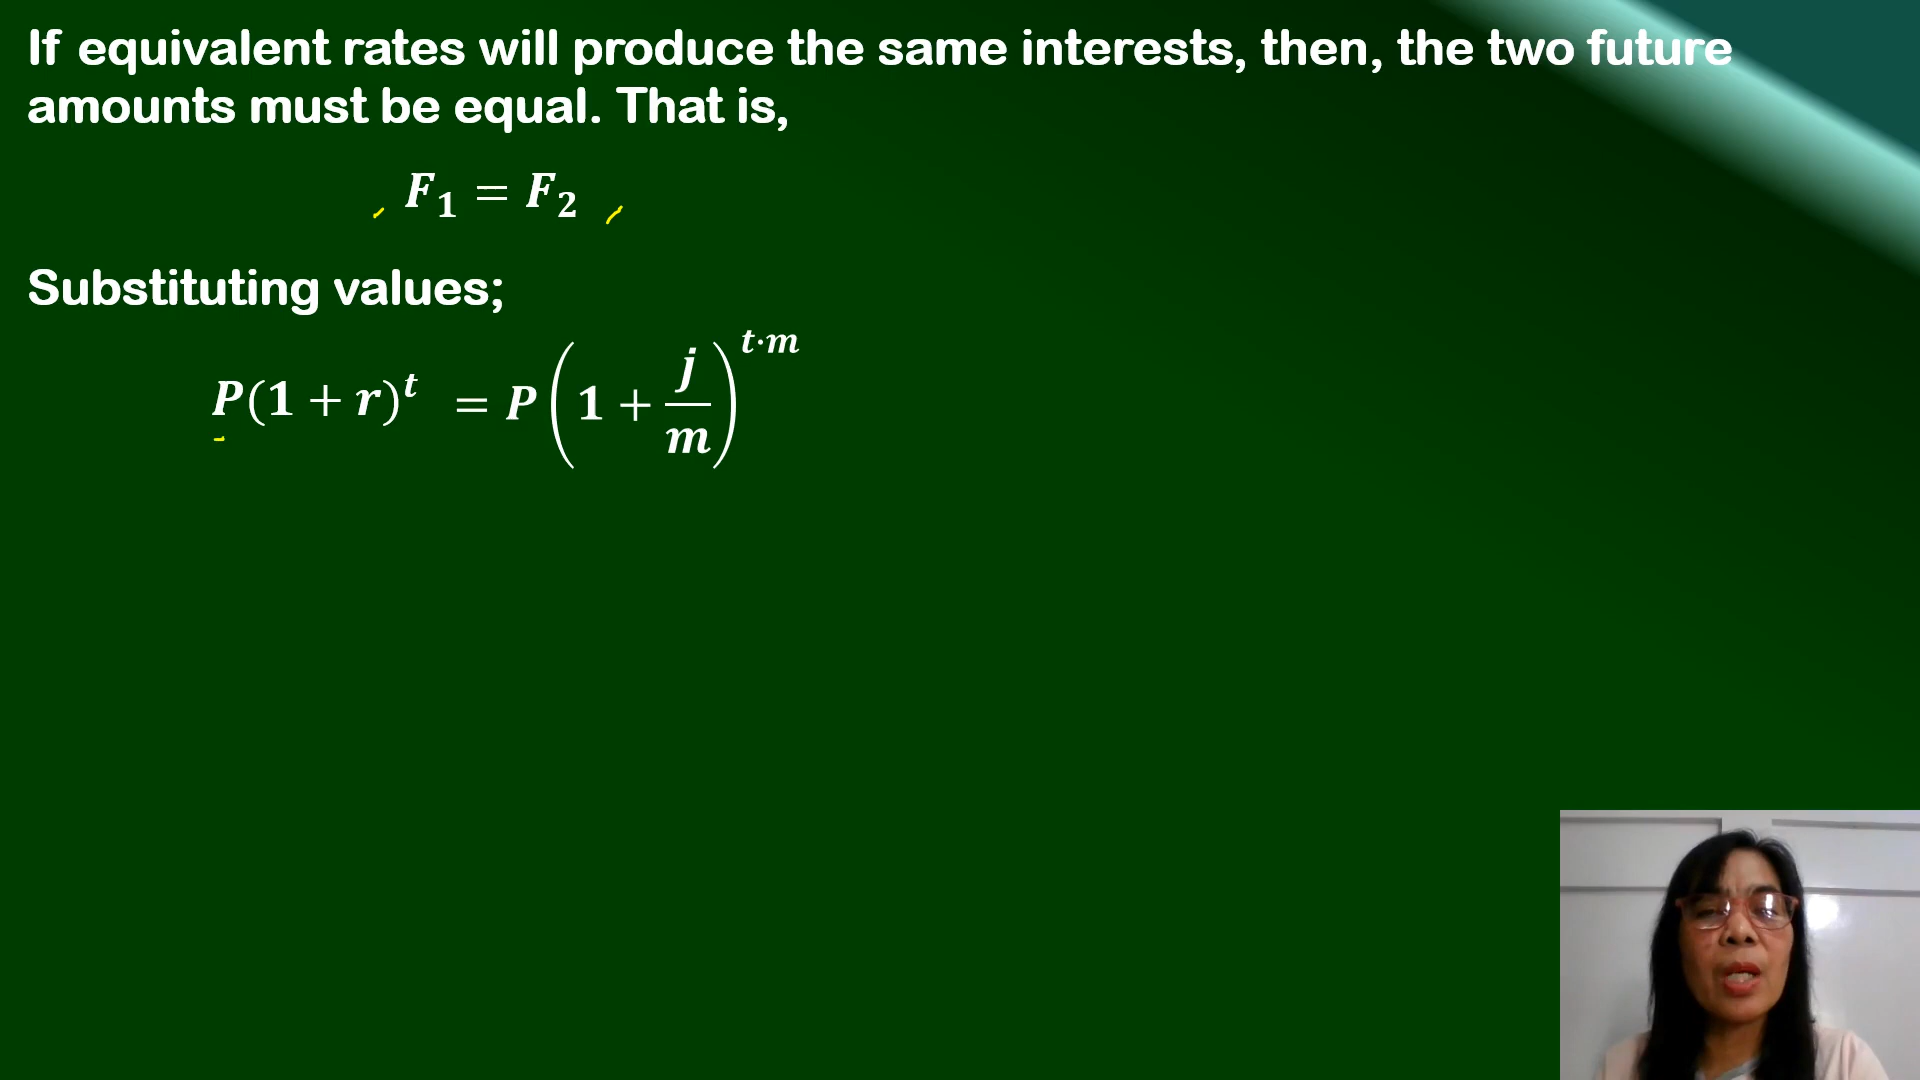 If equivalent rates will produce the same interests, then, the two future
amounts must be equal. That is,
F₁ = F₂
Substituting values;
P(1 + r)^t = P(1 + j/m)^(t·m)